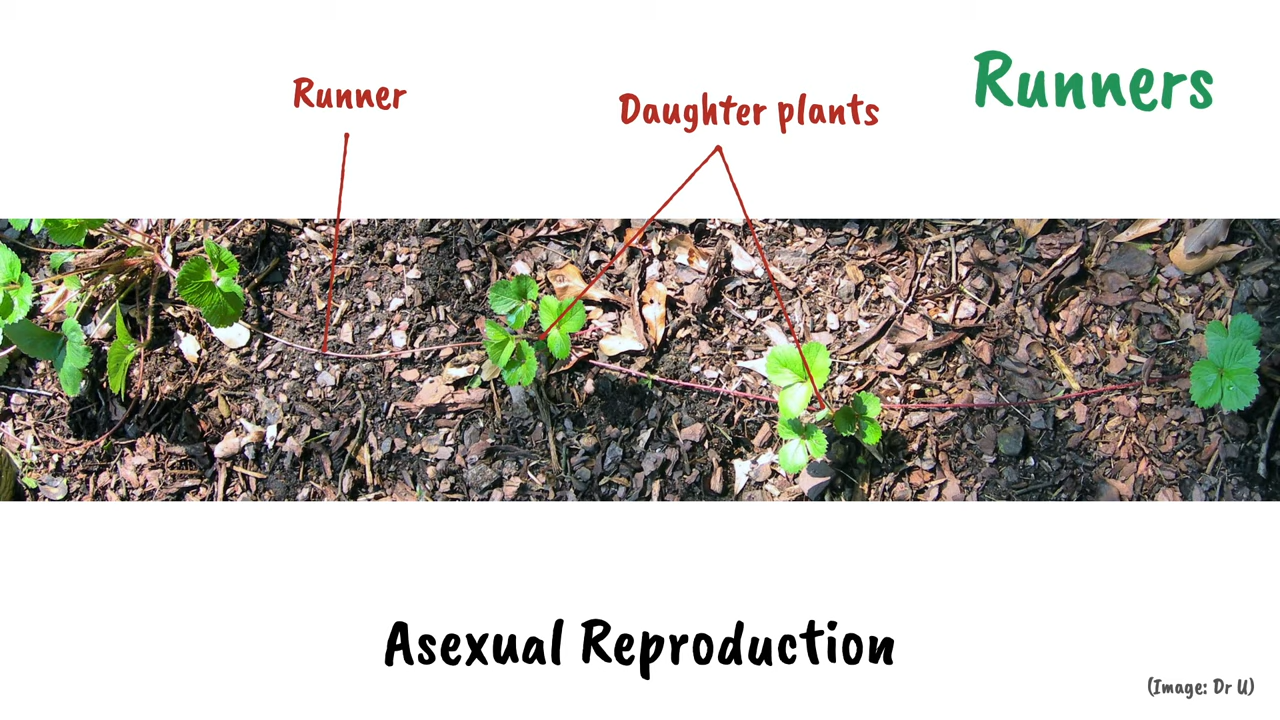 Runners
Runner
Daughter plants
Asexual Reproduction
(Image: Dr U)